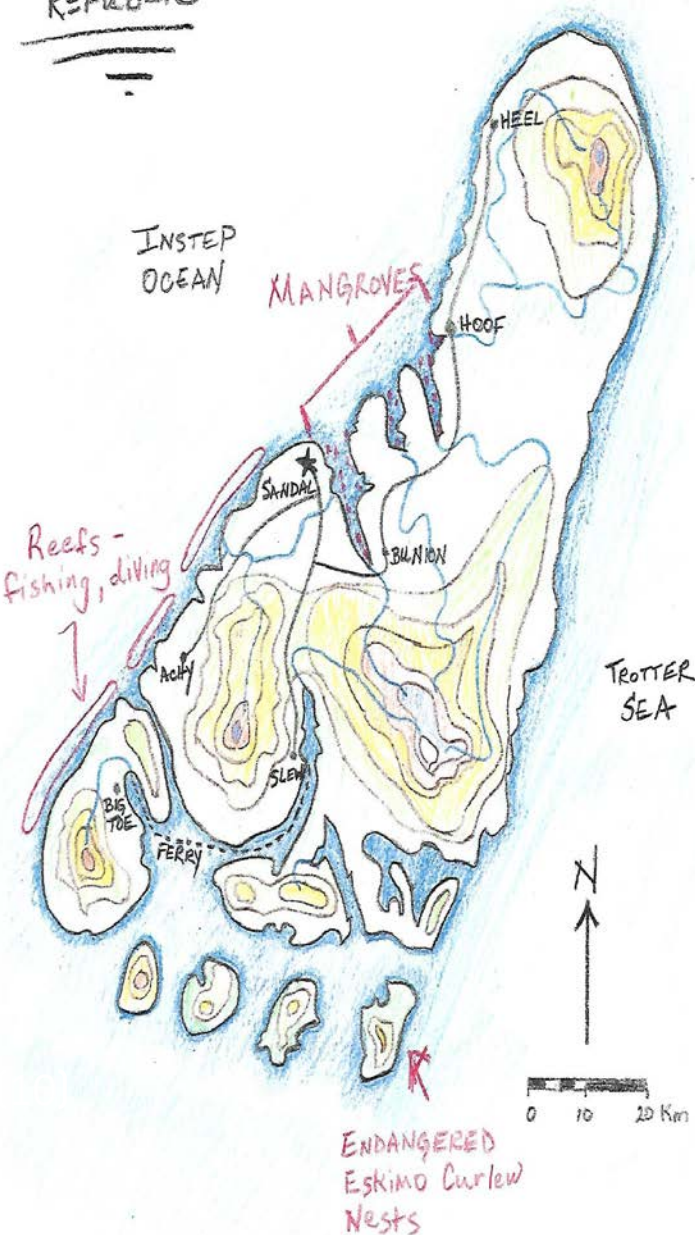 HEEL
INSTEP
OCEAN
MANGROVES
HOOF
SANDAL
Reefs -
fishing, diving
BUNION
ACHY
TROTTER
SEA
SLEW
BIG
TOE
FERRY
N
0 10 20 Km
ENDANGERED
Eskimo Curlew
Nests